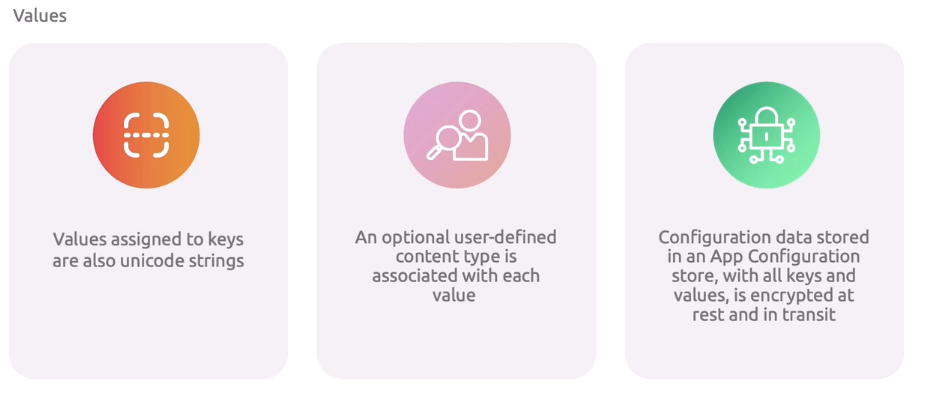 Values
Values assigned to keys
are also unicode strings
An optional user-defined
content type is
associated with each
value
Configuration data stored
in an App Configuration
store, with all keys and
values, is encrypted at
rest and in transit